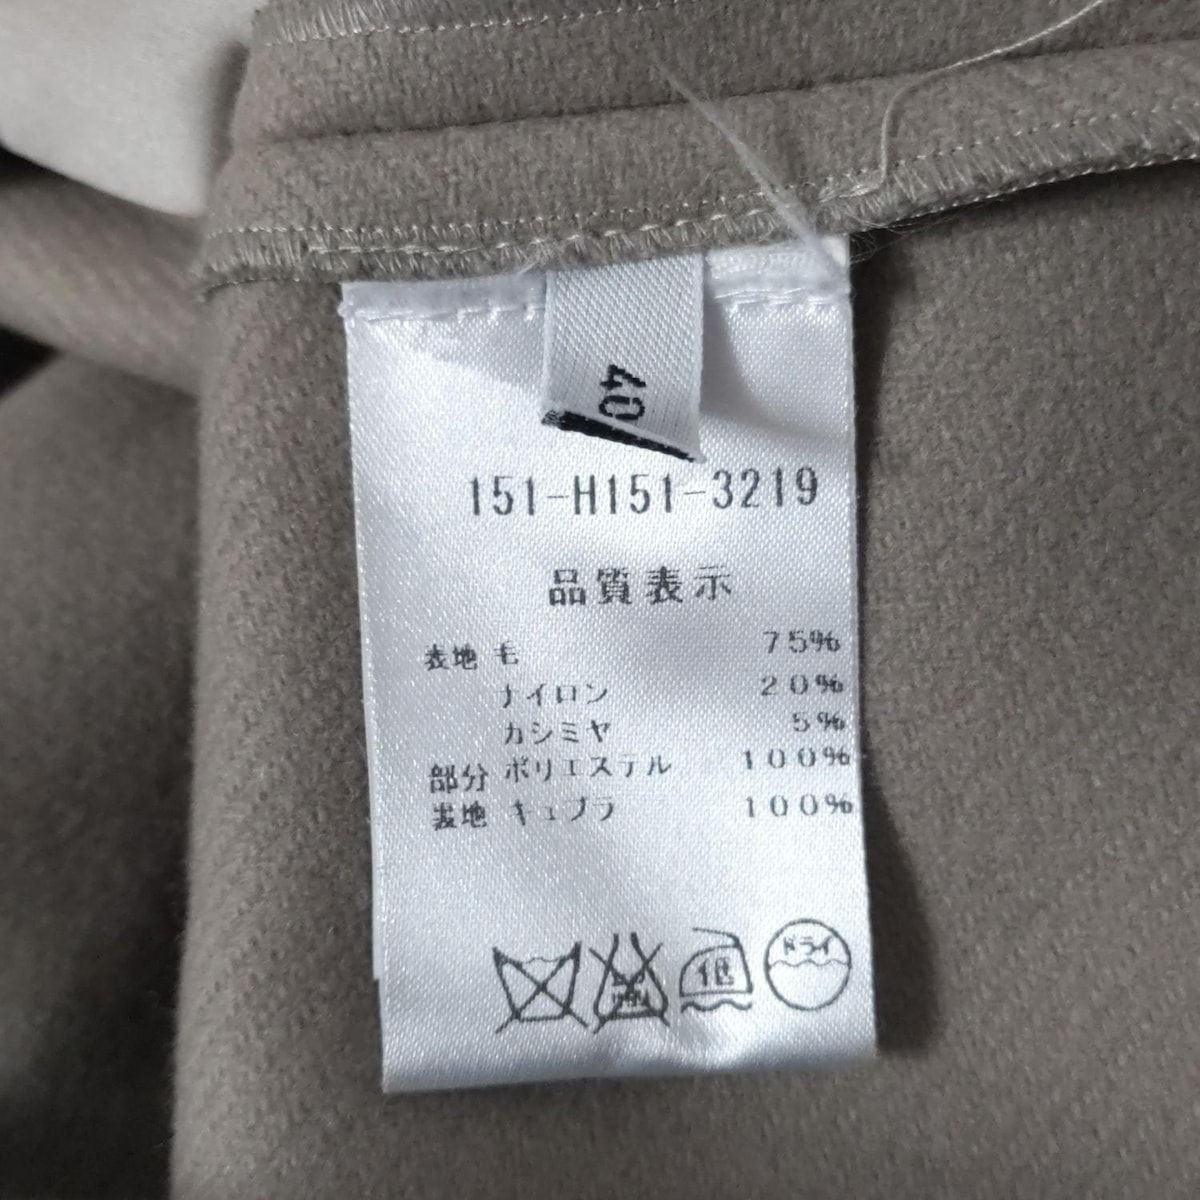 40
151-H151-3219
品質表示
表地 毛 75%
ナイロン 20%
カシミヤ 5%
部分 ポリエステル 100%
裏地 キュプラ 100%
低 ドライ